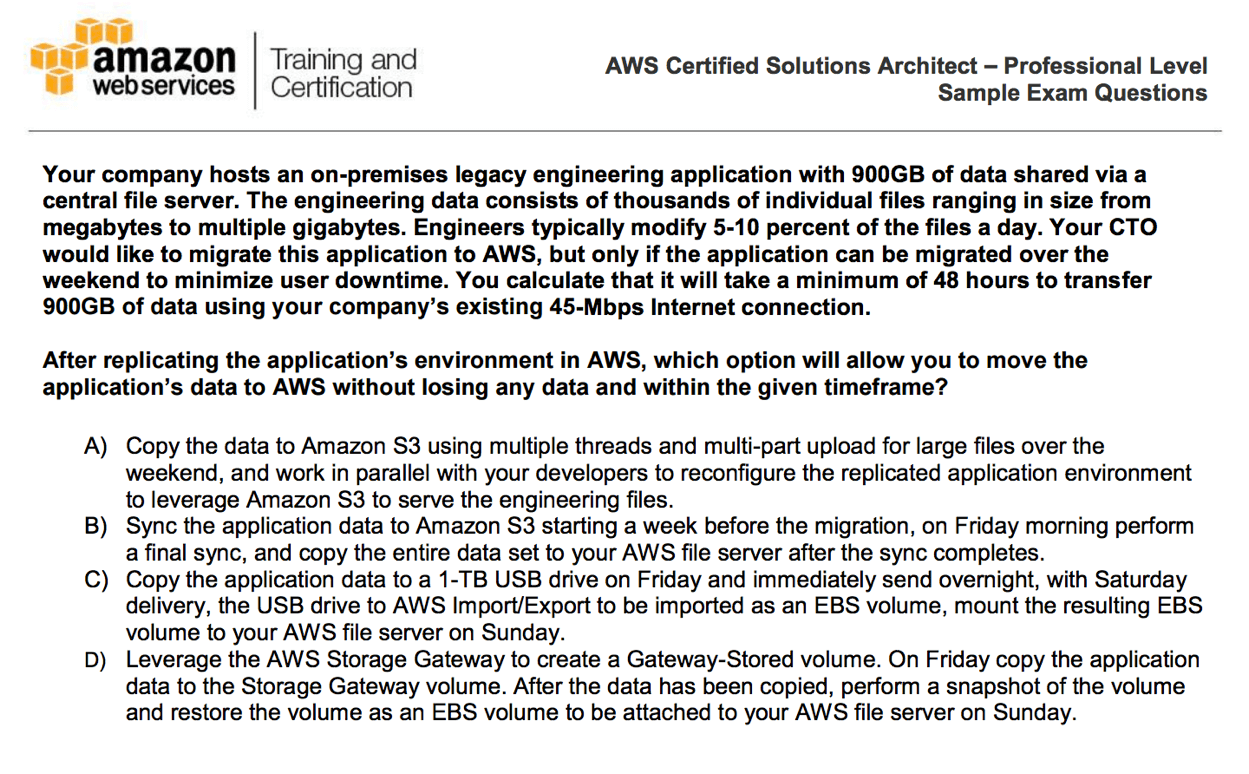 amazon
webservices
Training and
Certification
AWS Certified Solutions Architect – Professional Level
Sample Exam Questions
Your company hosts an on-premises legacy engineering application with 900GB of data shared via a
central file server. The engineering data consists of thousands of individual files ranging in size from
megabytes to multiple gigabytes. Engineers typically modify 5-10 percent of the files a day. Your CTO
would like to migrate this application to AWS, but only if the application can be migrated over the
weekend to minimize user downtime. You calculate that it will take a minimum of 48 hours to transfer
900GB of data using your company’s existing 45-Mbps Internet connection.
After replicating the application’s environment in AWS, which option will allow you to move the
application’s data to AWS without losing any data and within the given timeframe?
A) Copy the data to Amazon S3 using multiple threads and multi-part upload for large files over the
weekend, and work in parallel with your developers to reconfigure the replicated application environment
to leverage Amazon S3 to serve the engineering files.
B) Sync the application data to Amazon S3 starting a week before the migration, on Friday morning perform
a final sync, and copy the entire data set to your AWS file server after the sync completes.
C) Copy the application data to a 1-TB USB drive on Friday and immediately send overnight, with Saturday
delivery, the USB drive to AWS Import/Export to be imported as an EBS volume, mount the resulting EBS
volume to your AWS file server on Sunday.
D) Leverage the AWS Storage Gateway to create a Gateway-Stored volume. On Friday copy the application
data to the Storage Gateway volume. After the data has been copied, perform a snapshot of the volume
and restore the volume as an EBS volume to be attached to your AWS file server on Sunday.